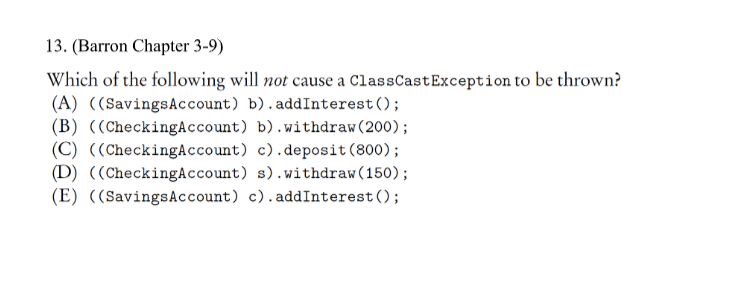 13. (Barron Chapter 3-9)
Which of the following will not cause a ClassCastException to be thrown?
(A) ((SavingsAccount) b).addInterest();
(B) ((CheckingAccount) b).withdraw(200);
(C) ((CheckingAccount) c).deposit(800);
(D) ((CheckingAccount) s).withdraw(150);
(E) ((SavingsAccount) c).addInterest();